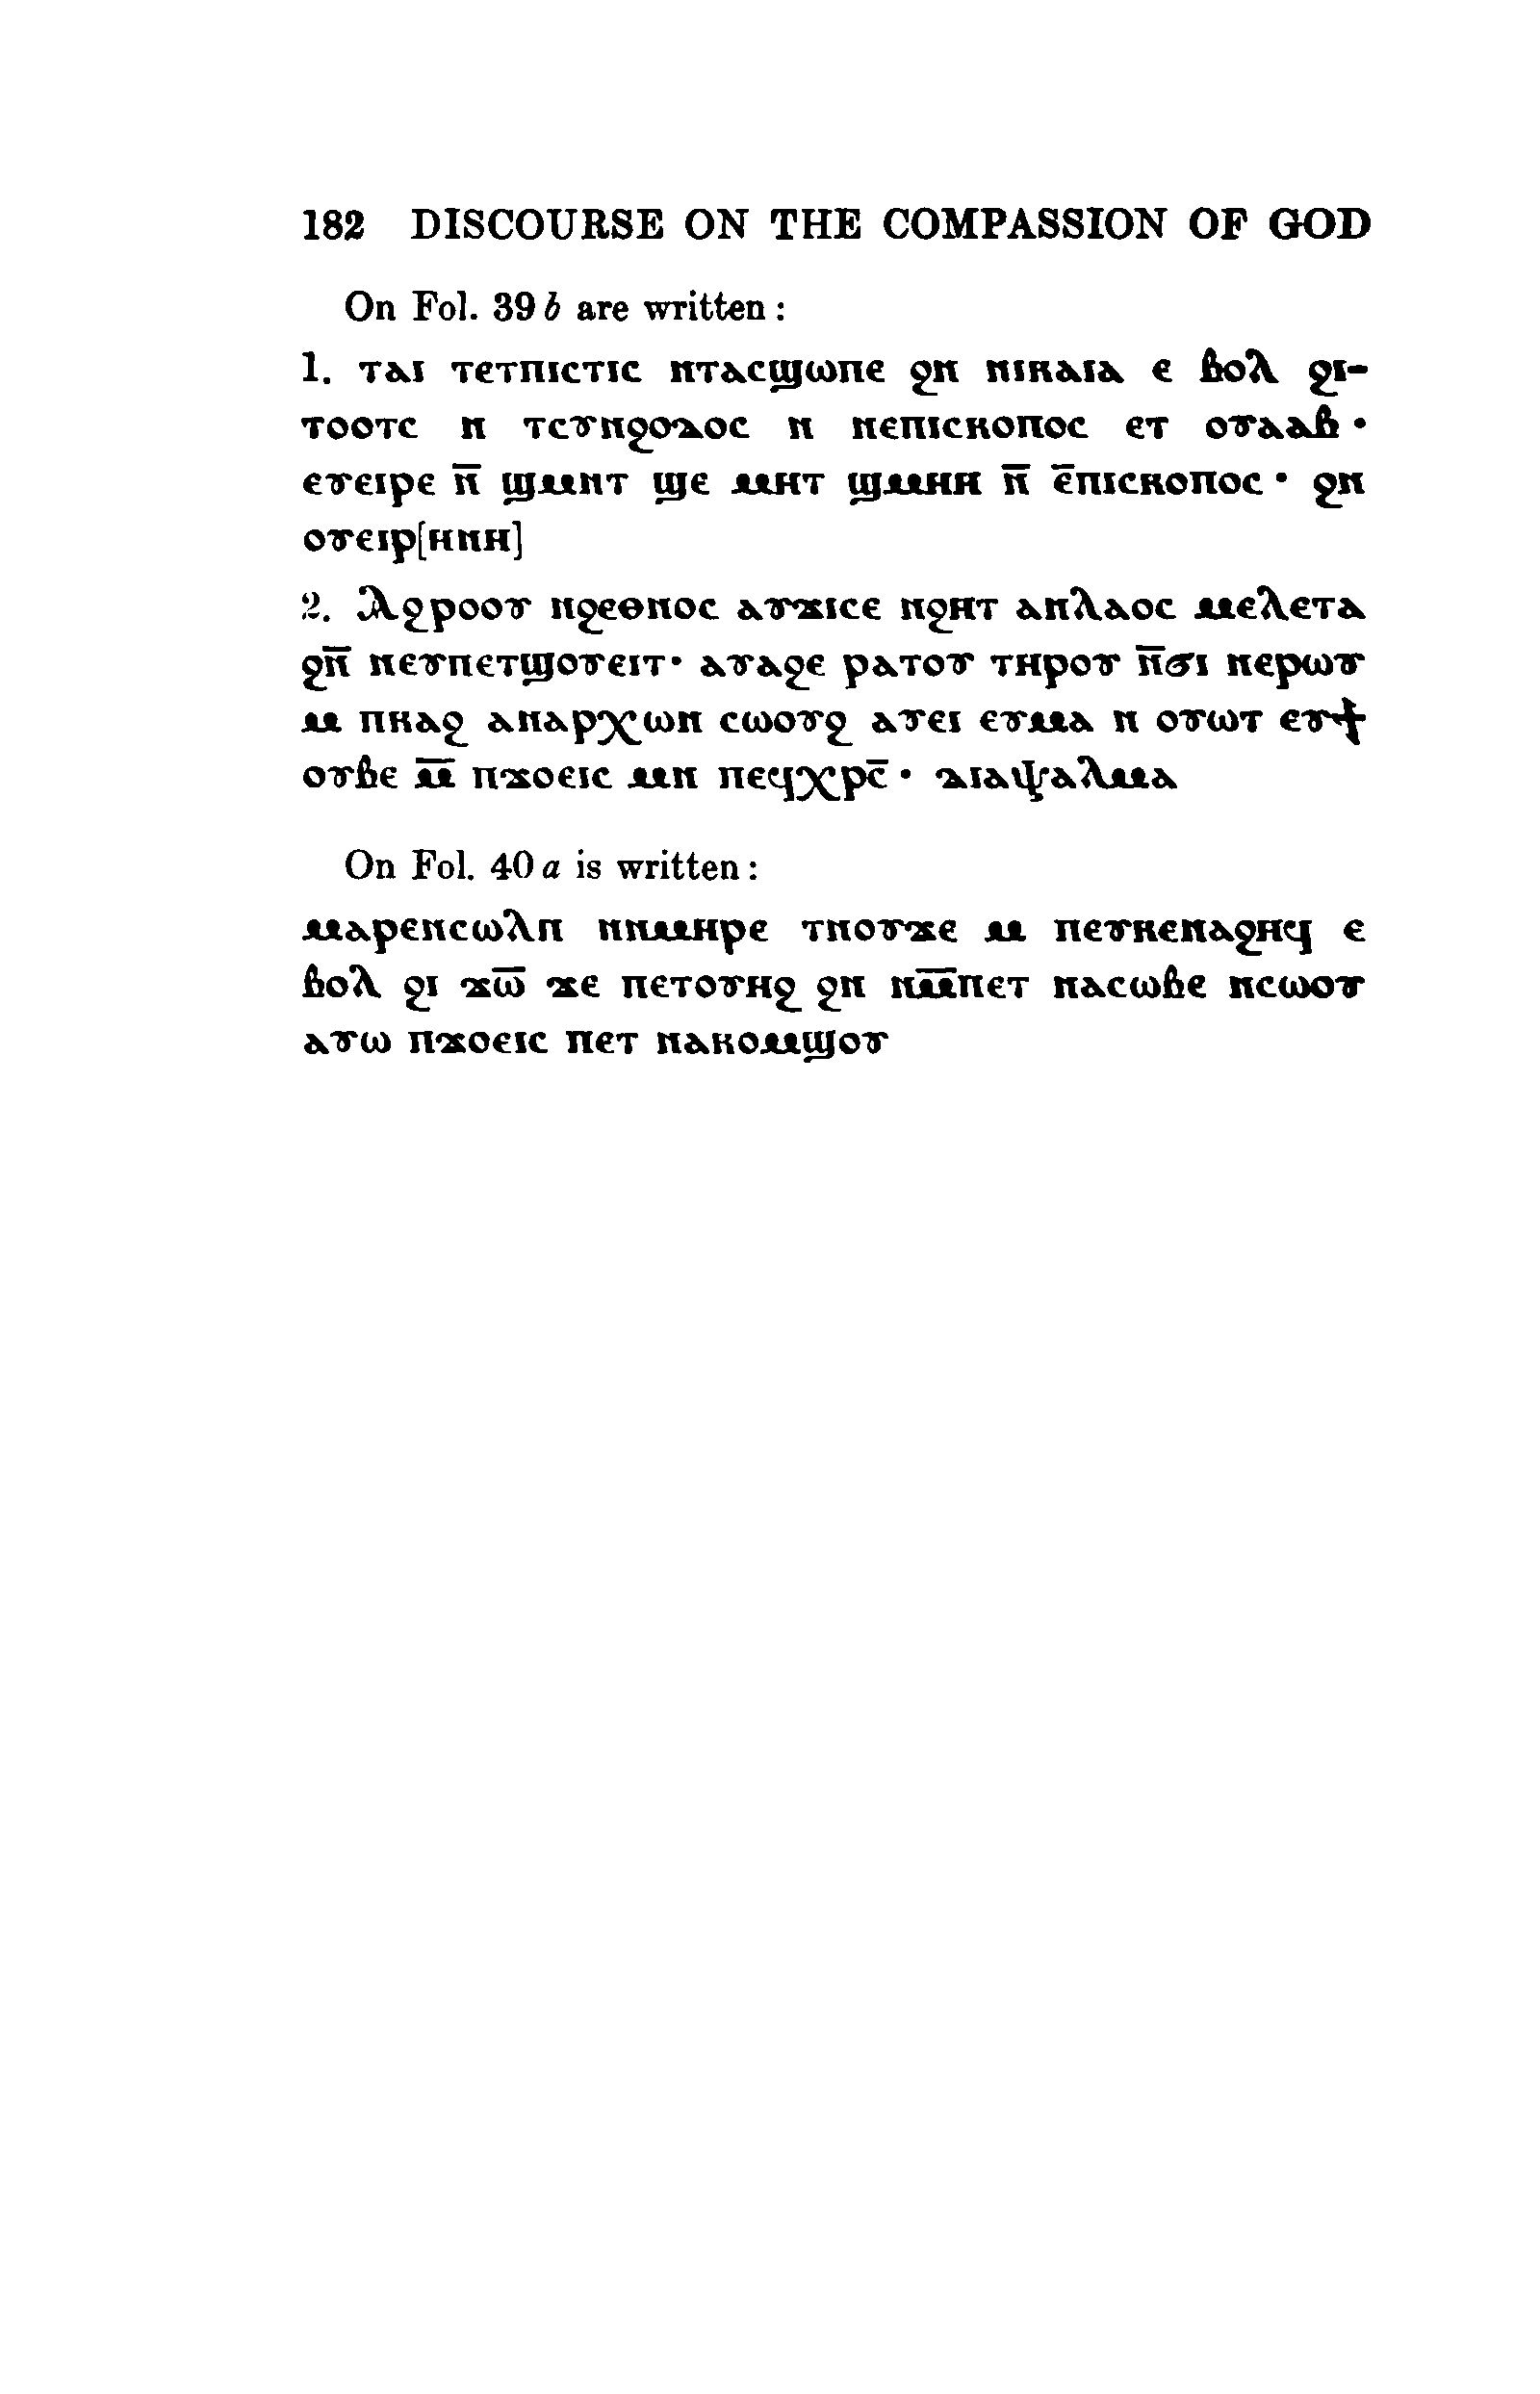 182 DISCOURSE ON THE COMPASSION OF GOD
On Fol. 39 b are written :
1. ⲧⲁⲓ ⲧⲉⲧⲡⲓⲥⲧⲓⲥ ⲛⲧⲁⲥϣⲱⲡⲉ ϩⲛ ⲛⲓⲕⲁⲓⲁ ⲉ ⲃⲟⲗ ϩⲓ-
ⲧⲟⲟⲧⲥ ⲛ ⲧⲥⲩⲛϩⲟⲇⲟⲥ ⲛ ⲛⲉⲡⲓⲥⲕⲟⲡⲟⲥ ⲉⲧ ⲟⲩⲁⲁⲃ ·
ⲉⲩⲉⲓⲣⲉ ⲛ̅ ϣⲙⲛⲧ ϣⲉ ⲙⲏⲧ ϣⲙⲏⲛ ⲛ̅ ⲉ̅ⲡⲓⲥⲕⲟⲡⲟⲥ · ϩⲛ
ⲟⲩⲉⲓⲣ[ⲏⲛⲏ]
2. Ⲁϩⲣⲟⲟⲩ ⲛϩⲉⲑⲛⲟⲥ ⲁⲩϫⲓⲥⲉ ⲛϩⲏⲧ ⲁⲛⲗⲁⲟⲥ ⲙⲉⲗⲉⲧⲁ
ϩⲛ̅ ⲛⲉⲩⲡⲉⲧϣⲟⲩⲉⲓⲧ· ⲁⲩⲁϩⲉ ⲣⲁⲧⲟⲩ ⲧⲏⲣⲟⲩ ⲛ̅ϭⲓ ⲛⲉⲣⲱⲩ
ⲙ ⲡⲕⲁϩ ⲁⲛⲁⲣⲭⲱⲛ ⲥⲱⲟⲩϩ ⲁⲩⲉⲓ ⲉⲩⲙⲁ ⲛ ⲟⲩⲱⲧ ⲉⲩϯ
ⲟⲩⲃⲉ ⲙ̅ ⲡϫⲟⲉⲓⲥ ⲙⲛ ⲡⲉϥⲭⲣⲥ̅ · ⲇⲓⲁⲯⲁⲗⲙⲁ
On Fol. 40 a is written :
ⲙⲁⲣⲉⲛⲥⲱⲗⲡ ⲛⲛⲙⲏⲣⲉ ⲧⲛⲟⲩϫⲉ ⲙ ⲡⲉⲩⲕⲉⲛⲁϩⲏϥ ⲉ
ⲃⲟⲗ ϩⲓ ϫⲱ̅ ϫⲉ ⲡⲉⲧⲟⲩⲏϩ ϩⲛ ⲛⲙ̅ⲡⲉⲧ ⲛⲁⲥⲱⲃⲉ ⲛⲥⲱⲟⲩ
ⲁⲩⲱ ⲡϫⲟⲉⲓⲥ ⲡⲉⲧ ⲛⲁⲕⲟⲙϣⲟⲩ